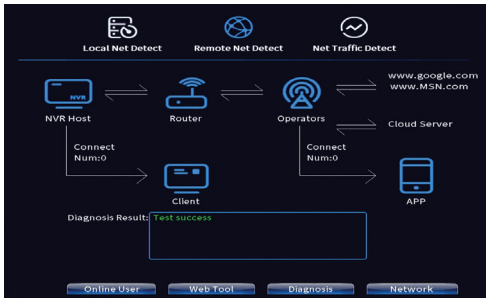 Local Net Detect
Remote Net Detect
Net Traffic Detect
www.google.com
www.MSN.com
NVR
NVR Host
Router
Operators
Cloud Server
Connect
Num:0
Connect
Num:0
Client
APP
Diagnosis Result:
Test success
Online User
Web Tool
Diagnosis
Network